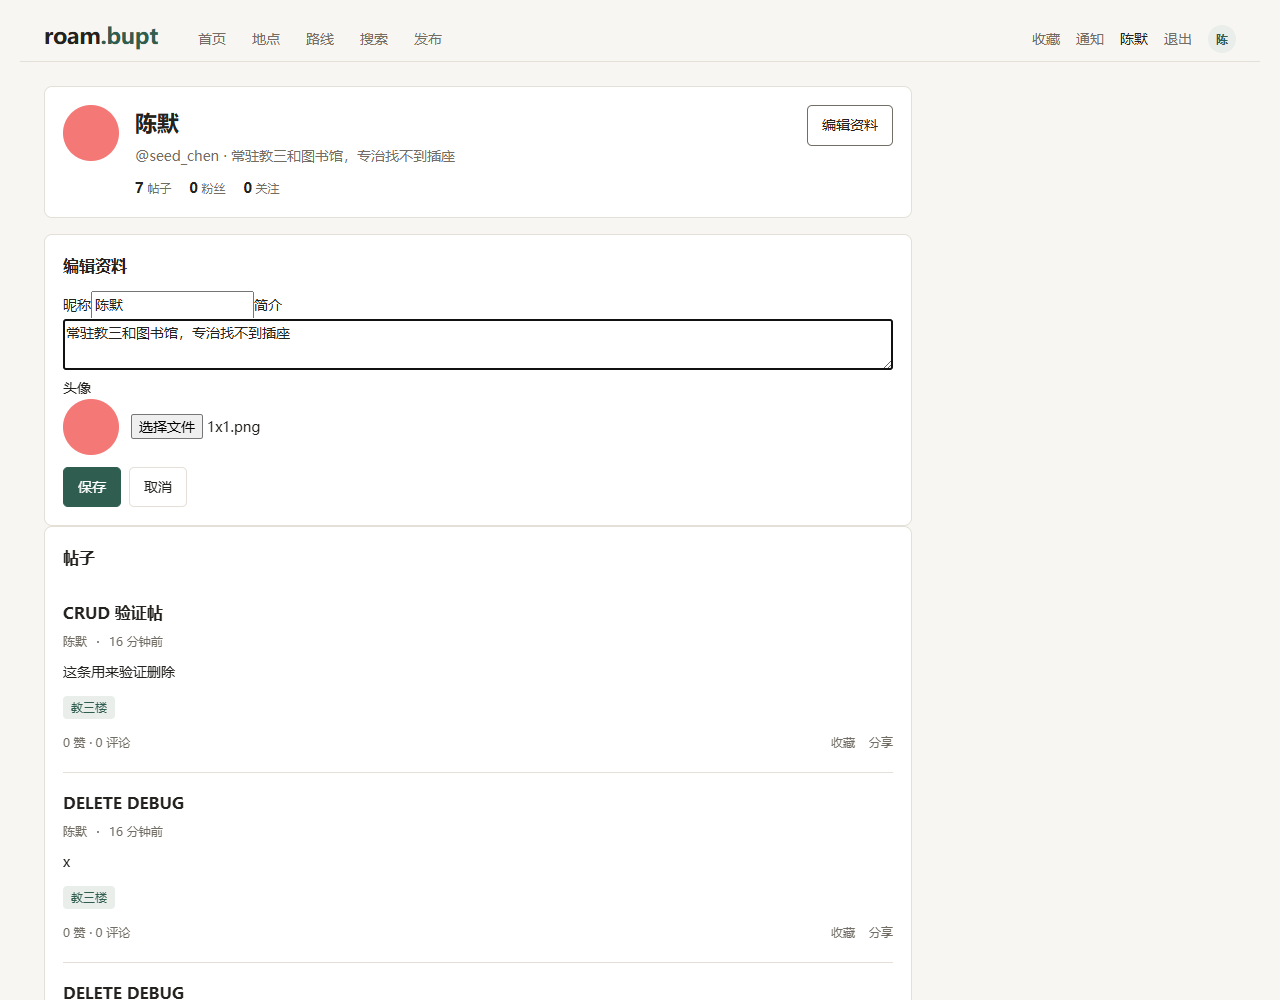 roam.bupt 首页 地点 路线 搜索 发布 收藏 通知 陈默 退出 陈
陈默
编辑资料
@seed_chen · 常驻教三和图书馆，专治找不到插座
7 帖子 0 粉丝 0 关注
编辑资料
昵称 陈默 简介
常驻教三和图书馆，专治找不到插座
头像
选择文件 1x1.png
保存 取消
帖子
CRUD 验证帖
陈默 · 16 分钟前
这条用来验证删除
教三楼
0 赞 · 0 评论 收藏 分享
DELETE DEBUG
陈默 · 16 分钟前
x
教三楼
0 赞 · 0 评论 收藏 分享
DELETE DEBUG